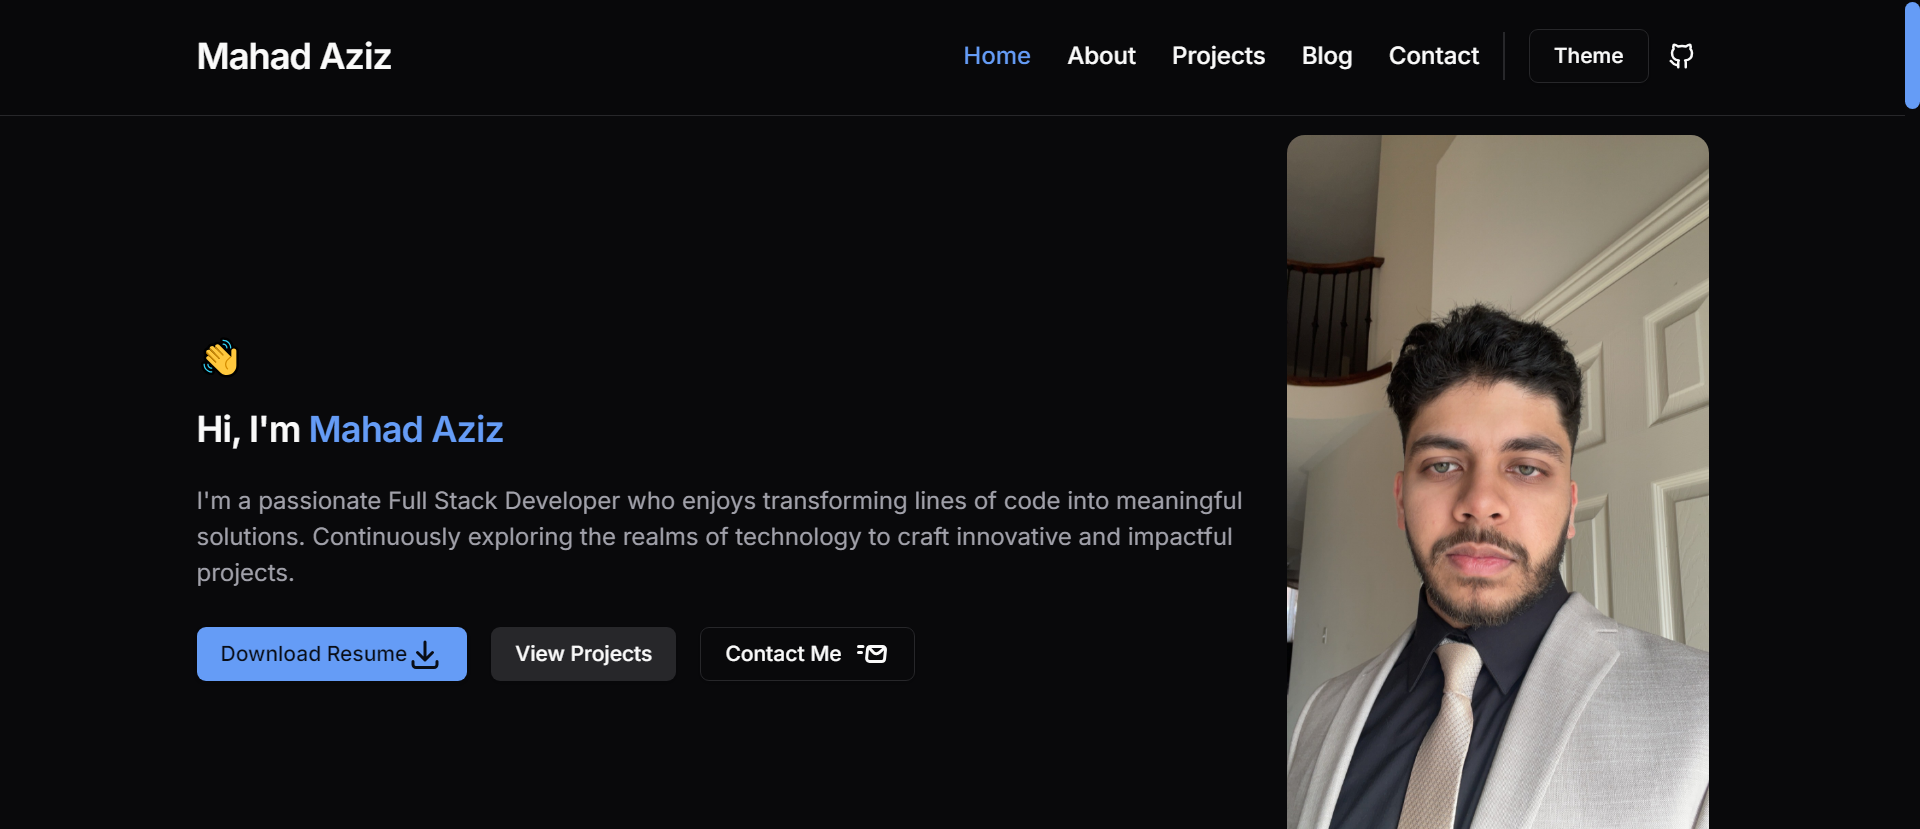 Mahad Aziz
Home About Projects Blog Contact Theme
Hi, I'm Mahad Aziz
I'm a passionate Full Stack Developer who enjoys transforming lines of code into meaningful
solutions. Continuously exploring the realms of technology to craft innovative and impactful
projects.
Download Resume View Projects Contact Me